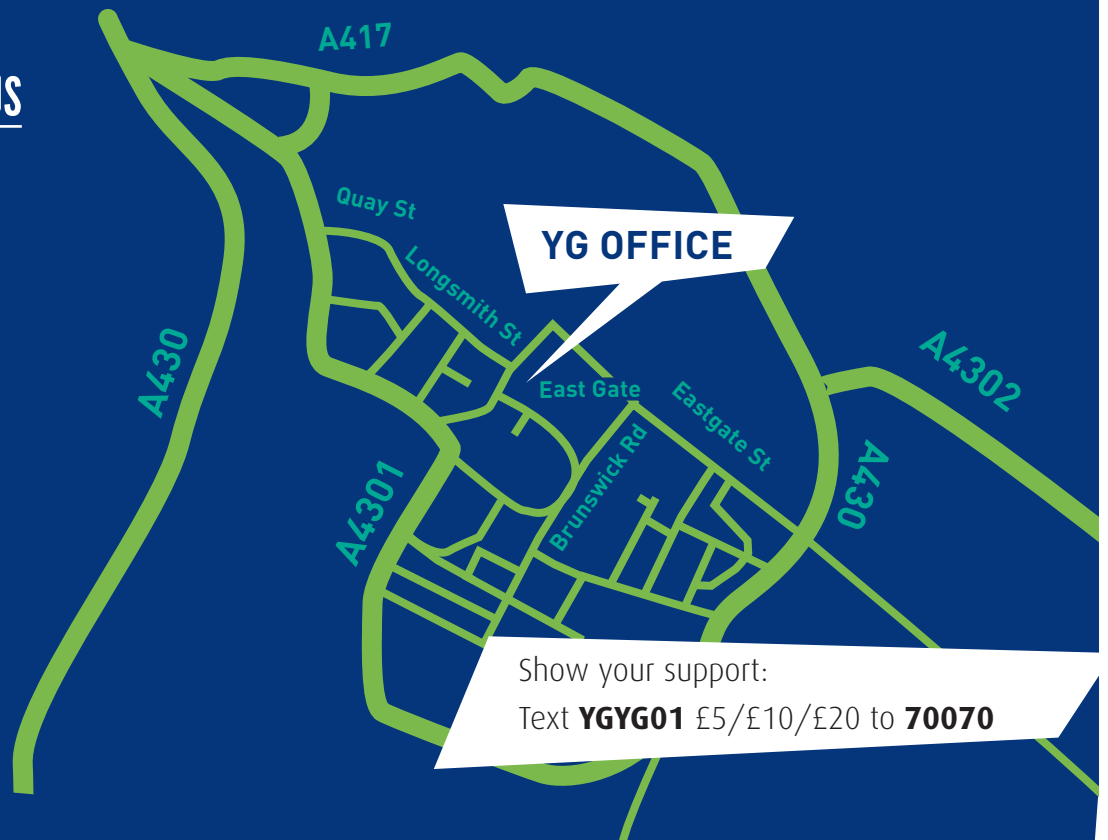 US
A417
Quay St
Longsmith St
YG OFFICE
A430
East Gate
Eastgate St
A4302
Brunswick Rd
A4301
A430
Show your support:
Text YGYG01 £5/£10/£20 to 70070